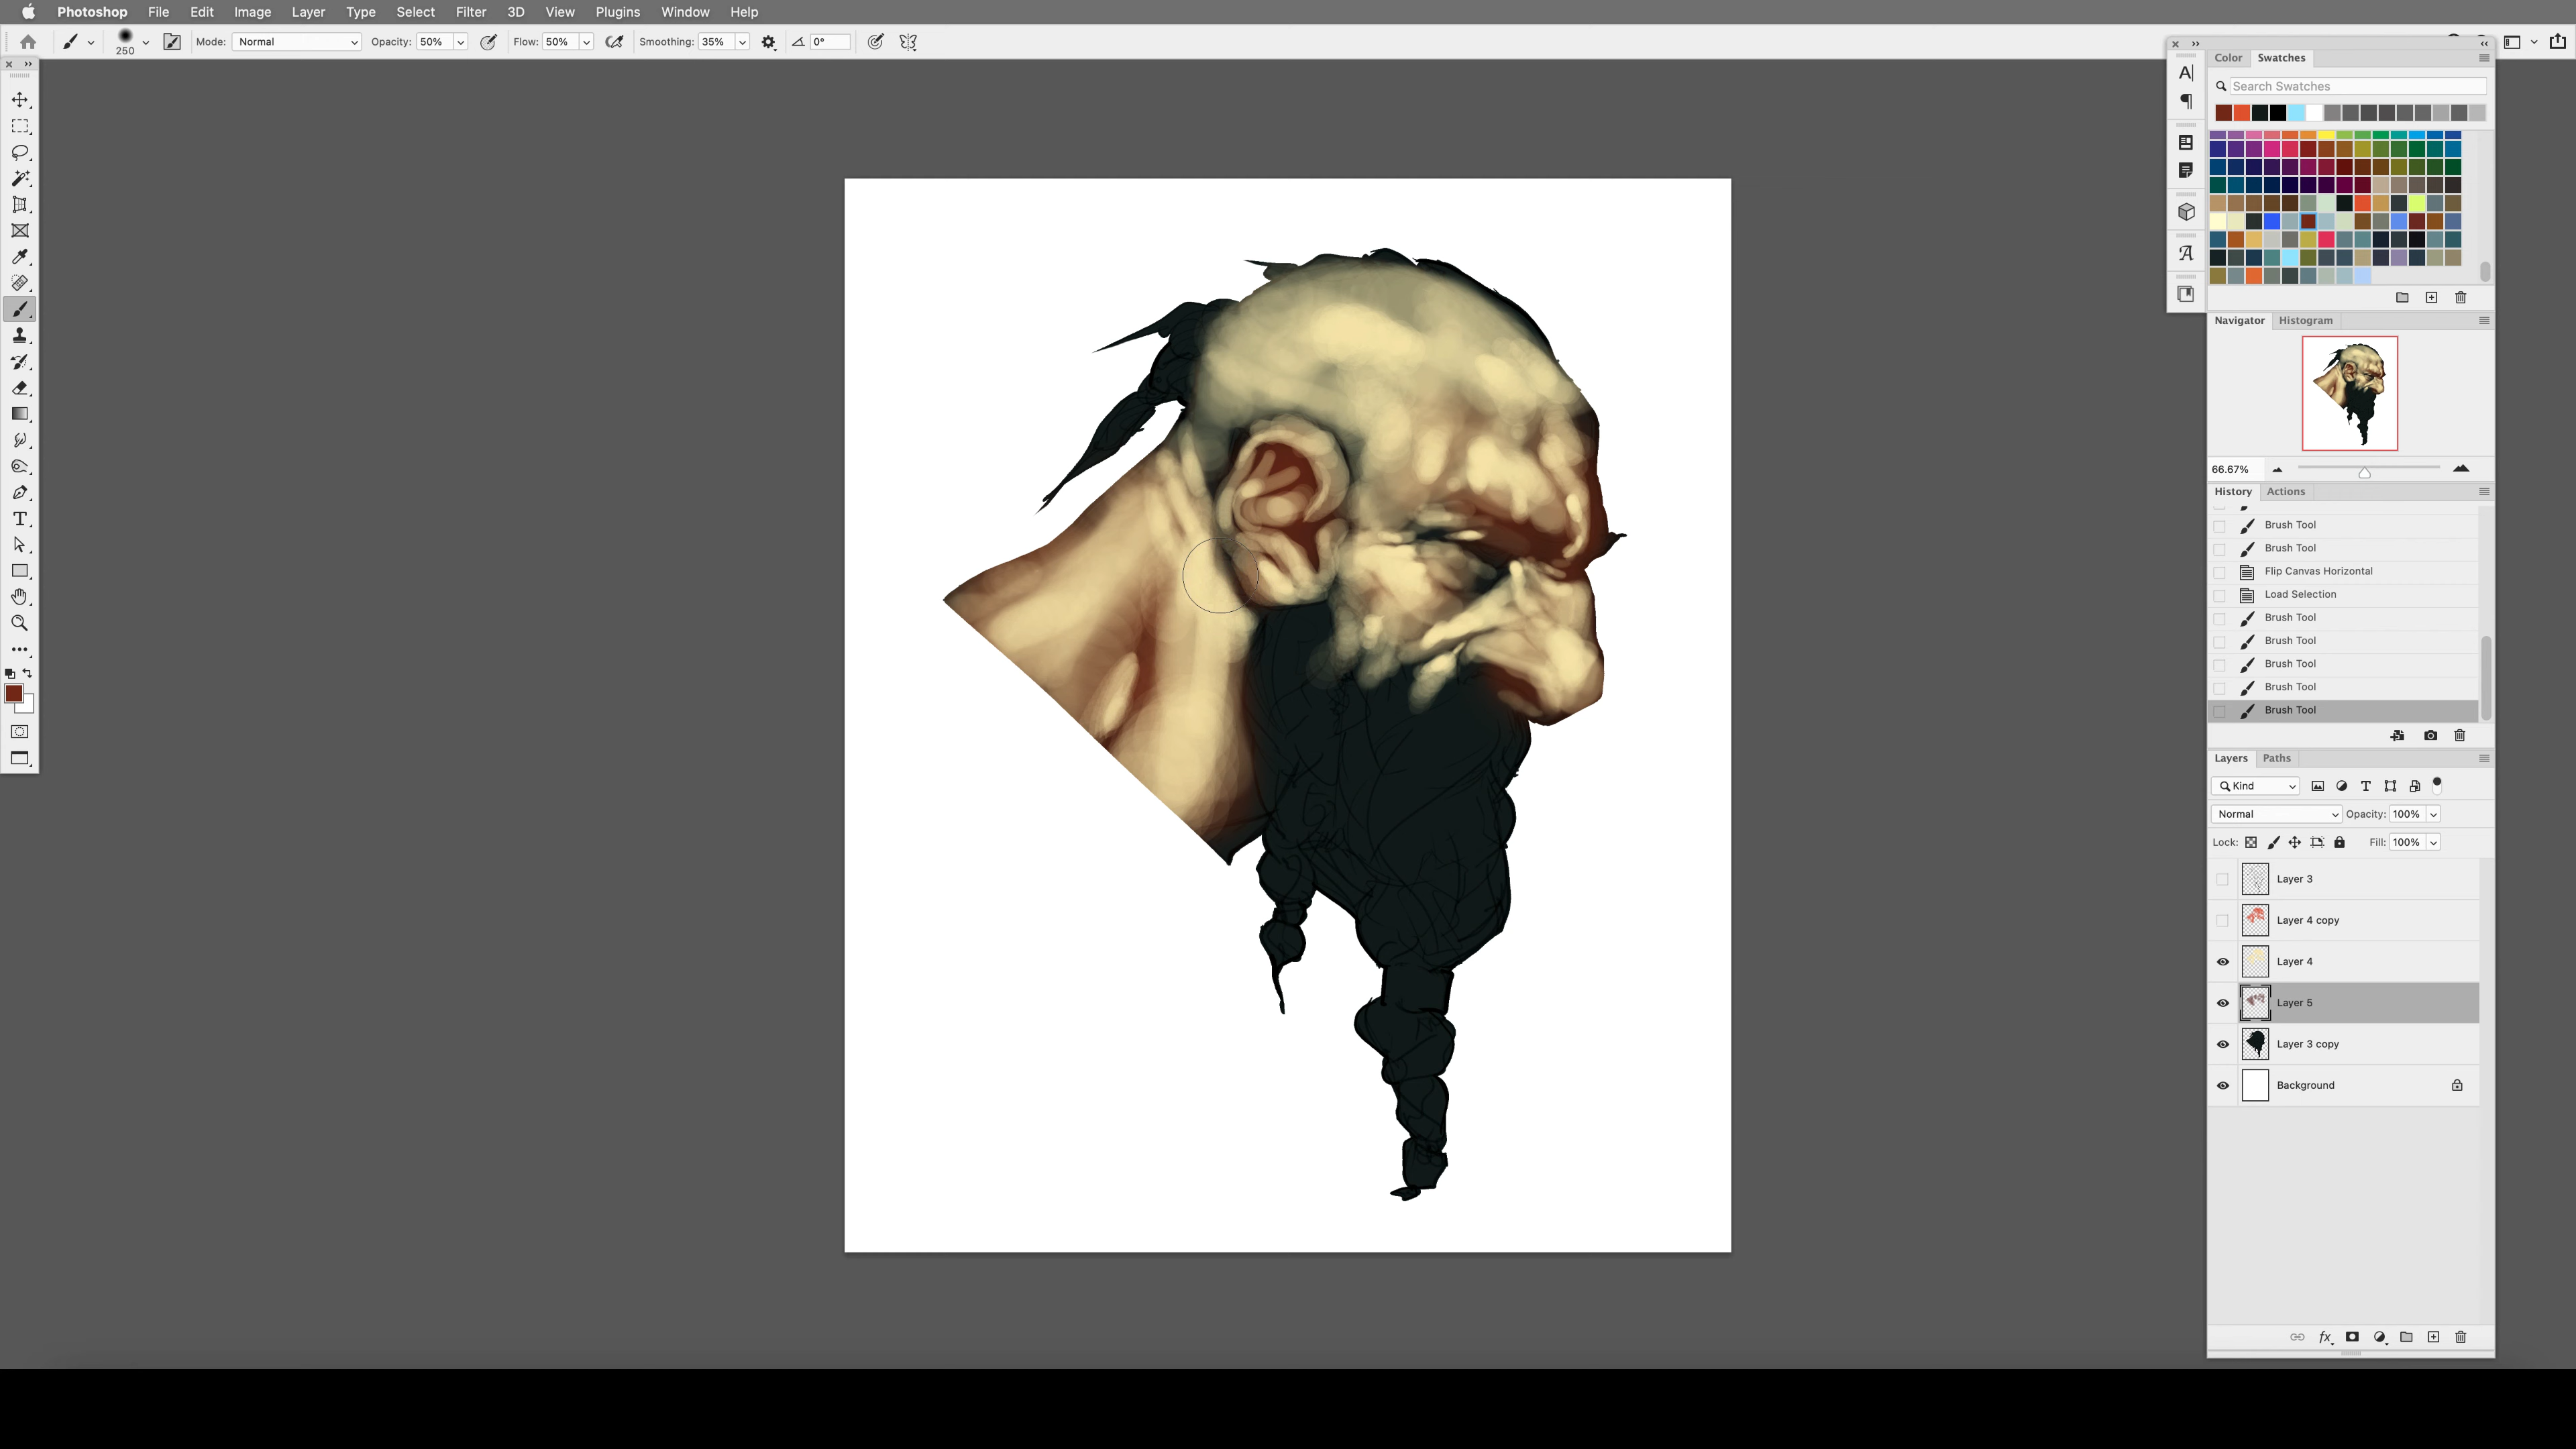 Photoshop File Edit Image Layer Type Select Filter 3D View Plugins Window Help
250 Mode: Normal Opacity: 50% Flow: 50% Smoothing: 35% 0°
Color Swatches
Search Swatches
Navigator Histogram
66.67%
History Actions
Brush Tool
Brush Tool
Flip Canvas Horizontal
Load Selection
Brush Tool
Brush Tool
Brush Tool
Brush Tool
Brush Tool
Layers Paths
Kind
Normal Opacity: 100%
Lock: Fill: 100%
Layer 3
Layer 4 copy
Layer 4
Layer 5
Layer 3 copy
Background